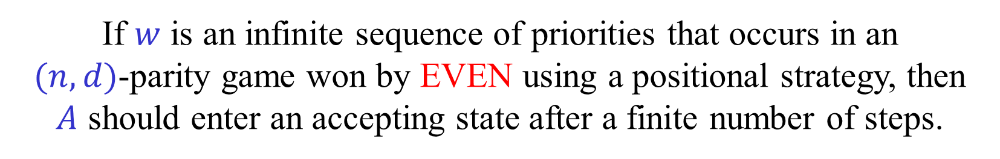 If w is an infinite sequence of priorities that occurs in an
(n, d)-parity game won by EVEN using a positional strategy, then
A should enter an accepting state after a finite number of steps.